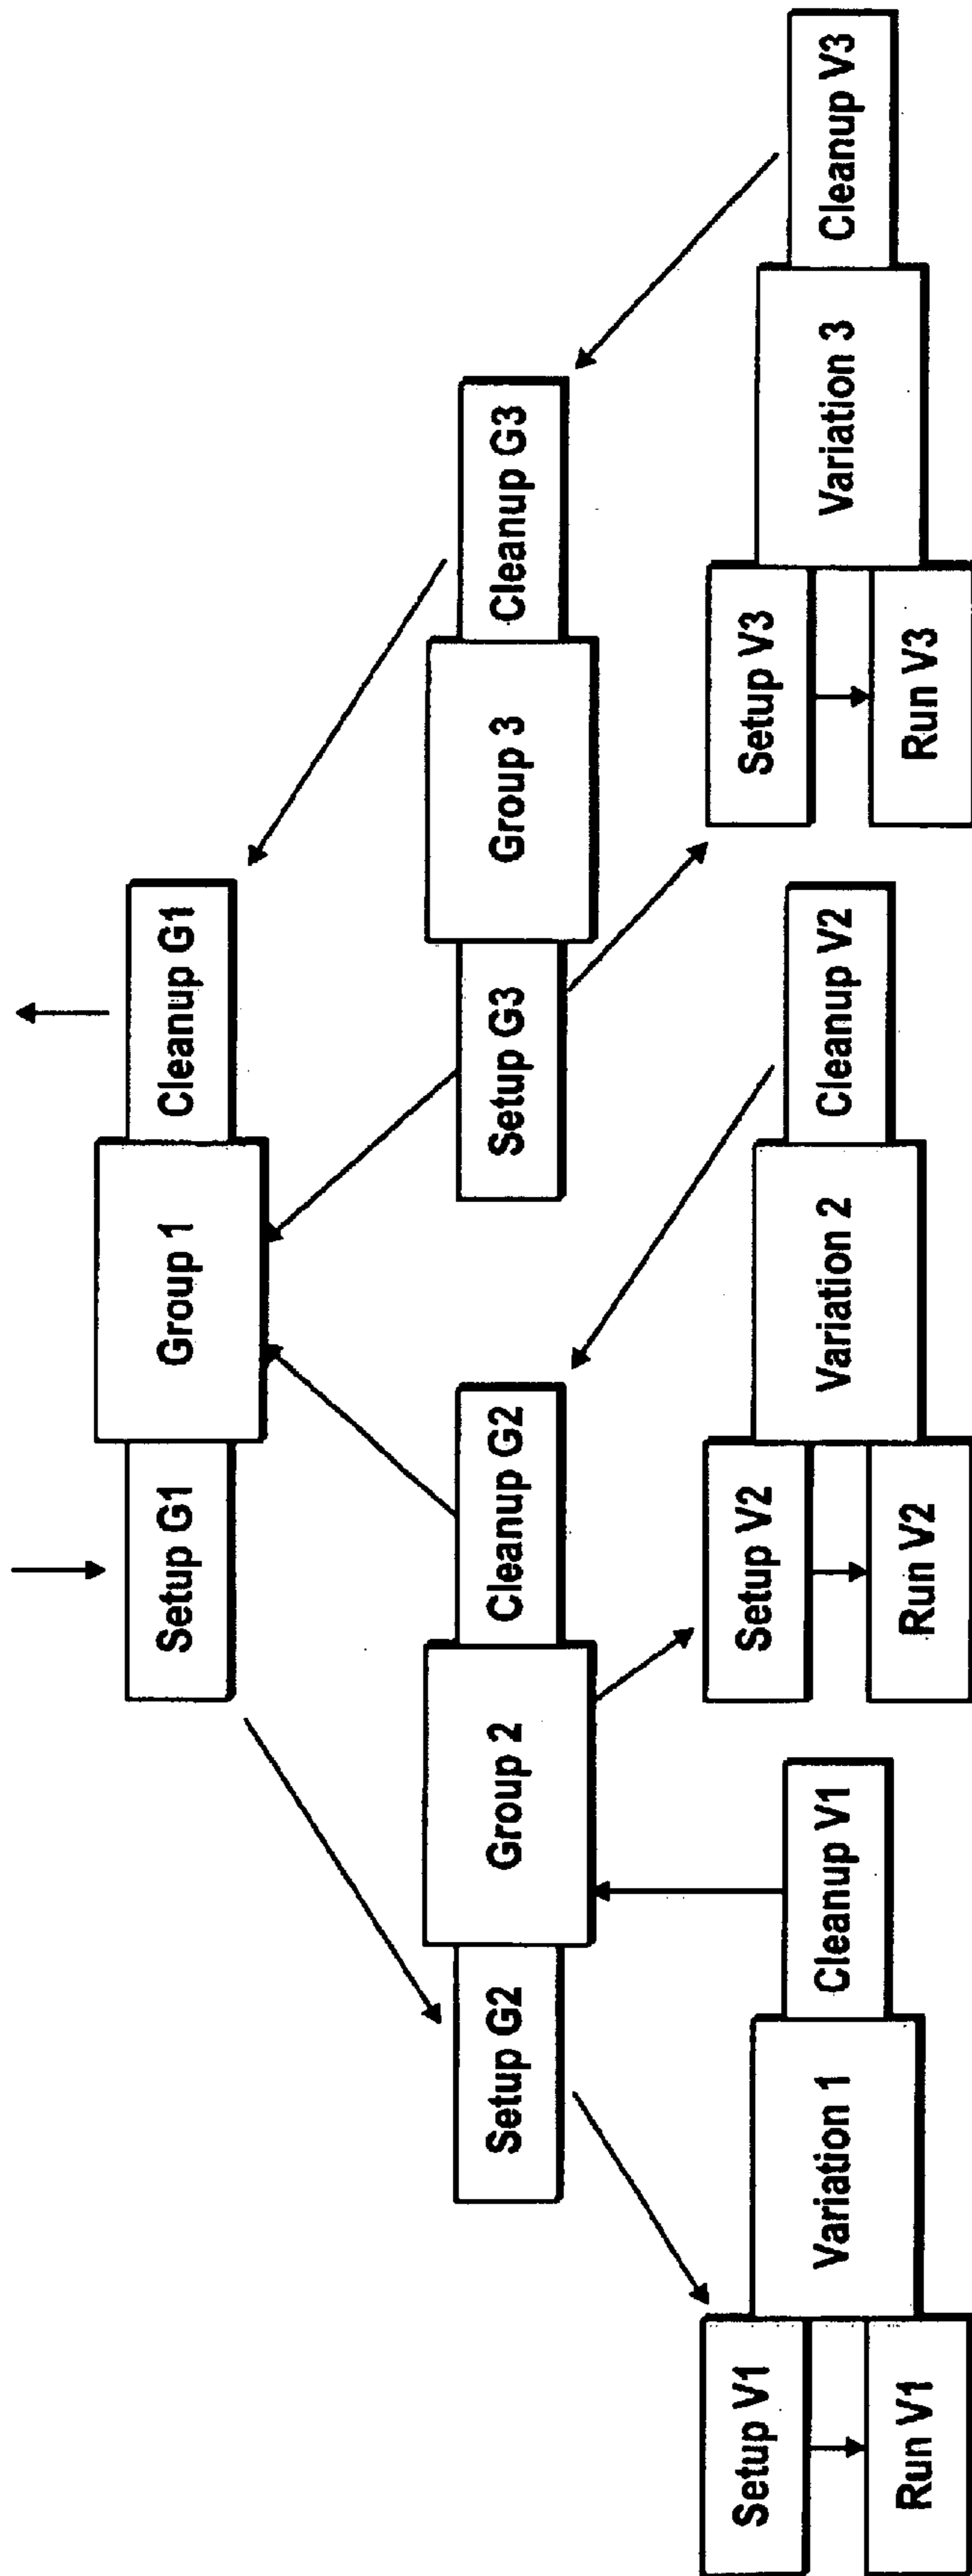 Setup G1
Group 1
Cleanup G1
Setup G2
Group 2
Cleanup G2
Setup G3
Group 3
Cleanup G3
Setup V1
Run V1
Variation 1
Cleanup V1
Setup V2
Run V2
Variation 2
Cleanup V2
Setup V3
Run V3
Variation 3
Cleanup V3